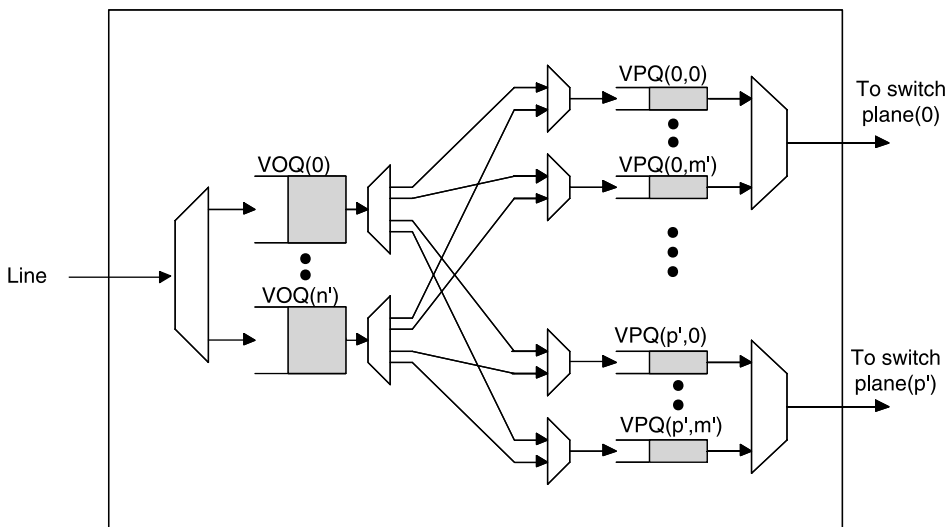 VPQ(0,0)
To switch
plane(0)
VOQ(0)
VPQ(0,m')
Line
VOQ(n')
VPQ(p',0)
To switch
plane(p')
VPQ(p',m')